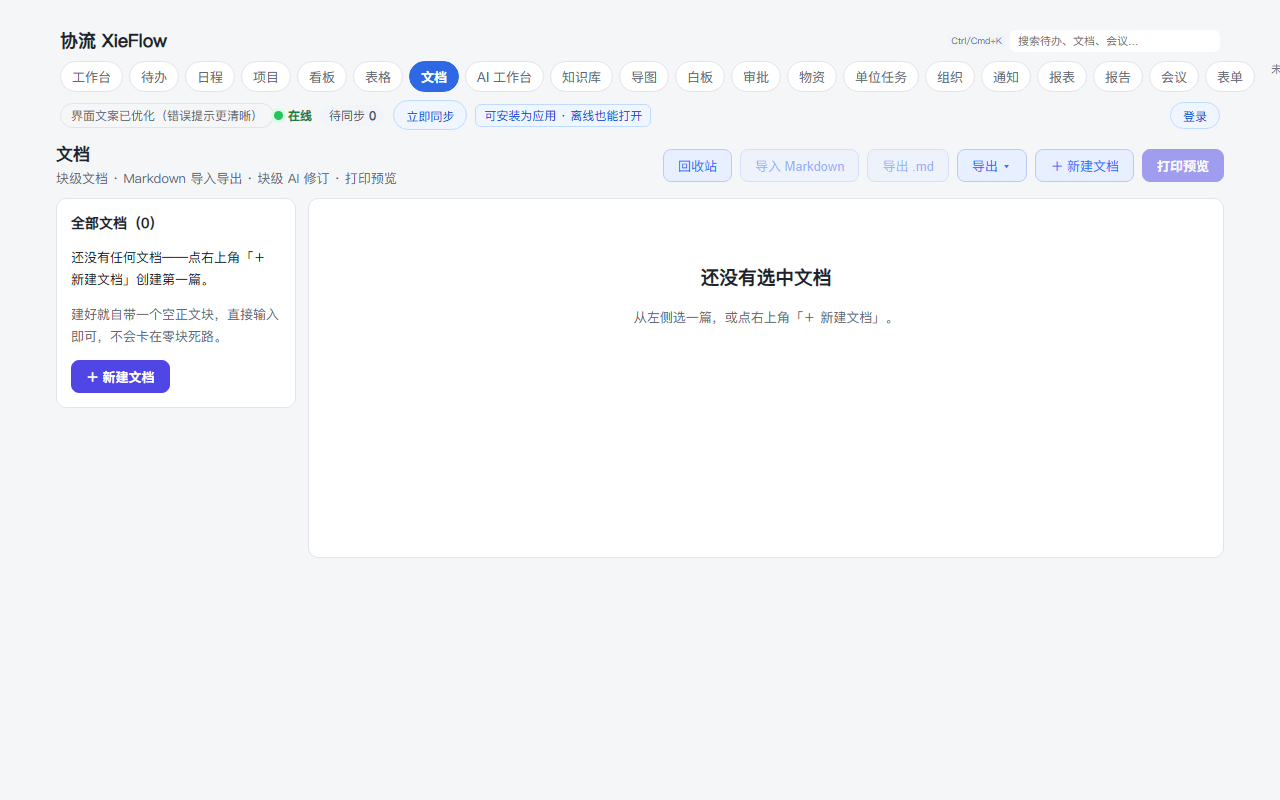 协流 XieFlow
Ctrl/Cmd+K
搜索待办、文档、会议...
工作台 待办 日程 项目 看板 表格 文档 AI 工作台 知识库 导图 白板 审批 物资 单位任务 组织 通知 报表 报告 会议 表单
界面文案已优化（错误提示更清晰） 在线 待同步 0 立即同步 可安装为应用 · 离线也能打开 登录
文档
块级文档 · Markdown 导入导出 · 块级 AI 修订 · 打印预览
回收站 导入 Markdown 导出 .md 导出 ＋ 新建文档 打印预览
全部文档（0）
还没有任何文档——点右上角「＋
新建文档」创建第一篇。
建好就自带一个空正文块，直接输入
即可，不会卡在零块死路。
＋ 新建文档
还没有选中文档
从左侧选一篇，或点右上角「＋ 新建文档」。